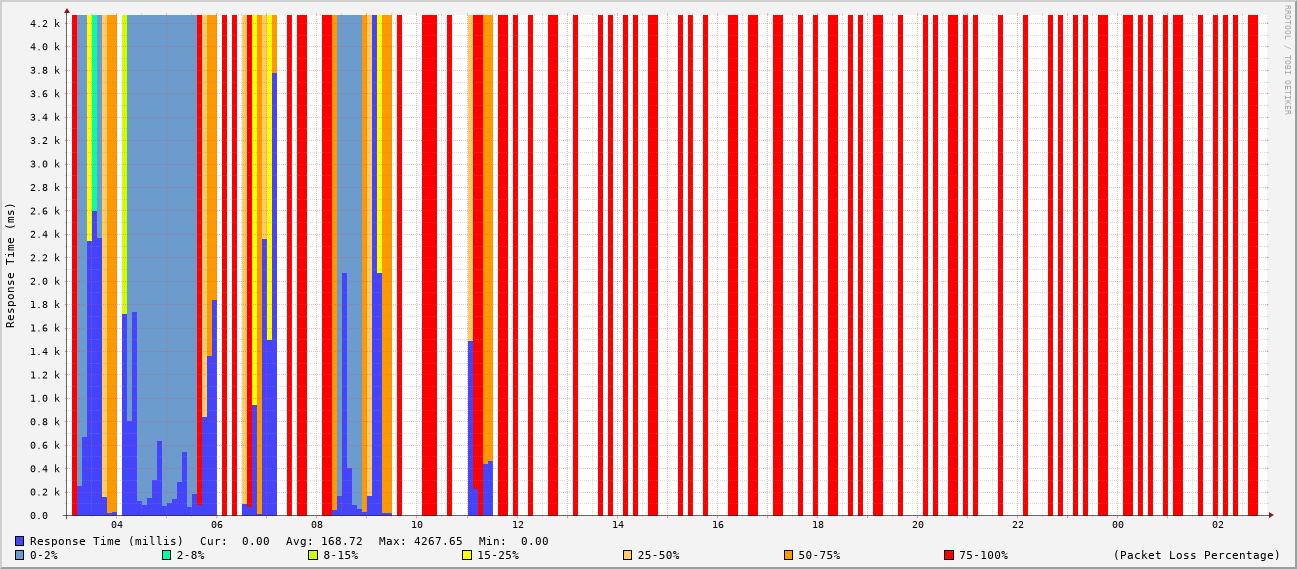 RRDTOOL / TOBI OETIKER
4.2 k
4.0 k
3.8 k
3.6 k
3.4 k
3.2 k
3.0 k
2.8 k
2.6 k
2.4 k
2.2 k
2.0 k
1.8 k
1.6 k
1.4 k
1.2 k
1.0 k
0.8 k
0.6 k
0.4 k
0.2 k
0.0
Response Time (ms)
04 06 08 10 12 14 16 18 20 22 00 02
Response Time (millis) Cur: 0.00 Avg: 168.72 Max: 4267.65 Min: 0.00
0-2% 2-8% 8-15% 15-25% 25-50% 50-75% 75-100% (Packet Loss Percentage)